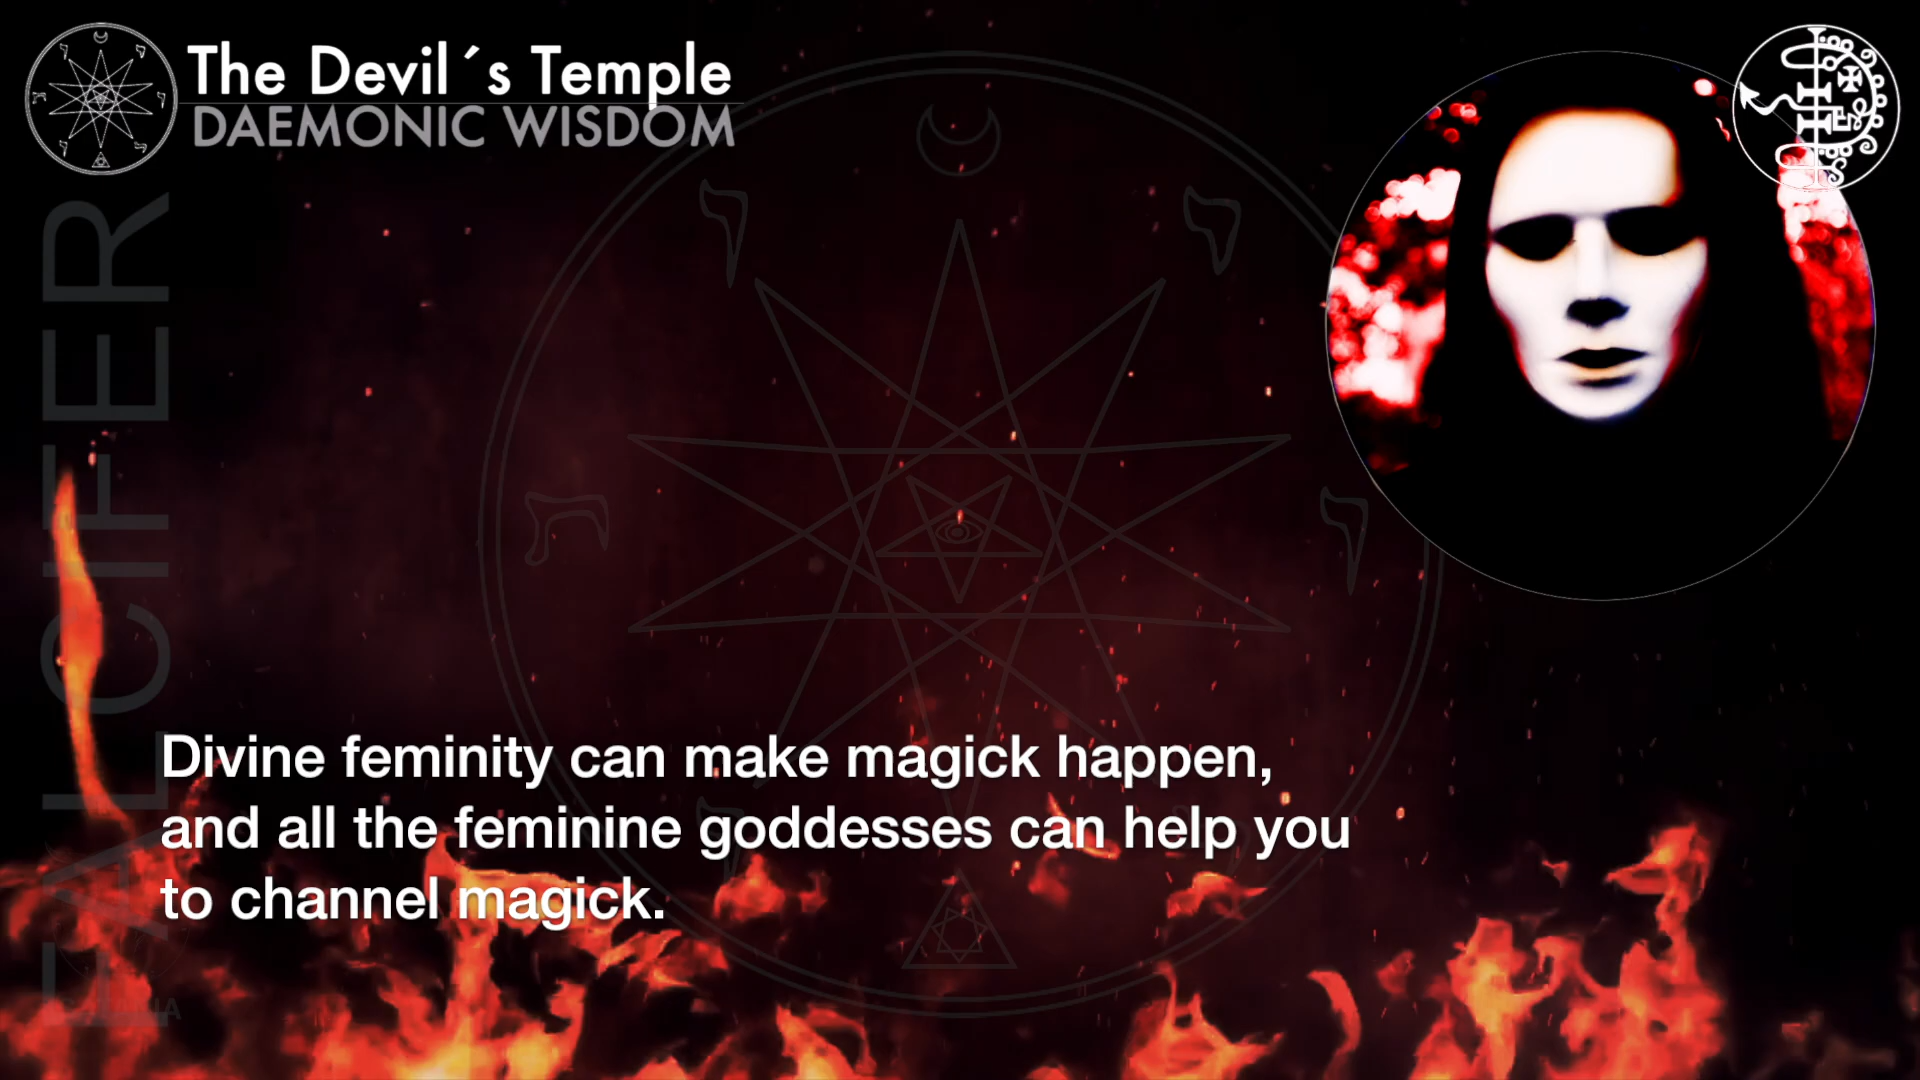 The Devil´s Temple
DAEMONIC WISDOM
FALCIFER
Divine feminity can make magick happen,
and all the feminine goddesses can help you
to channel magick.